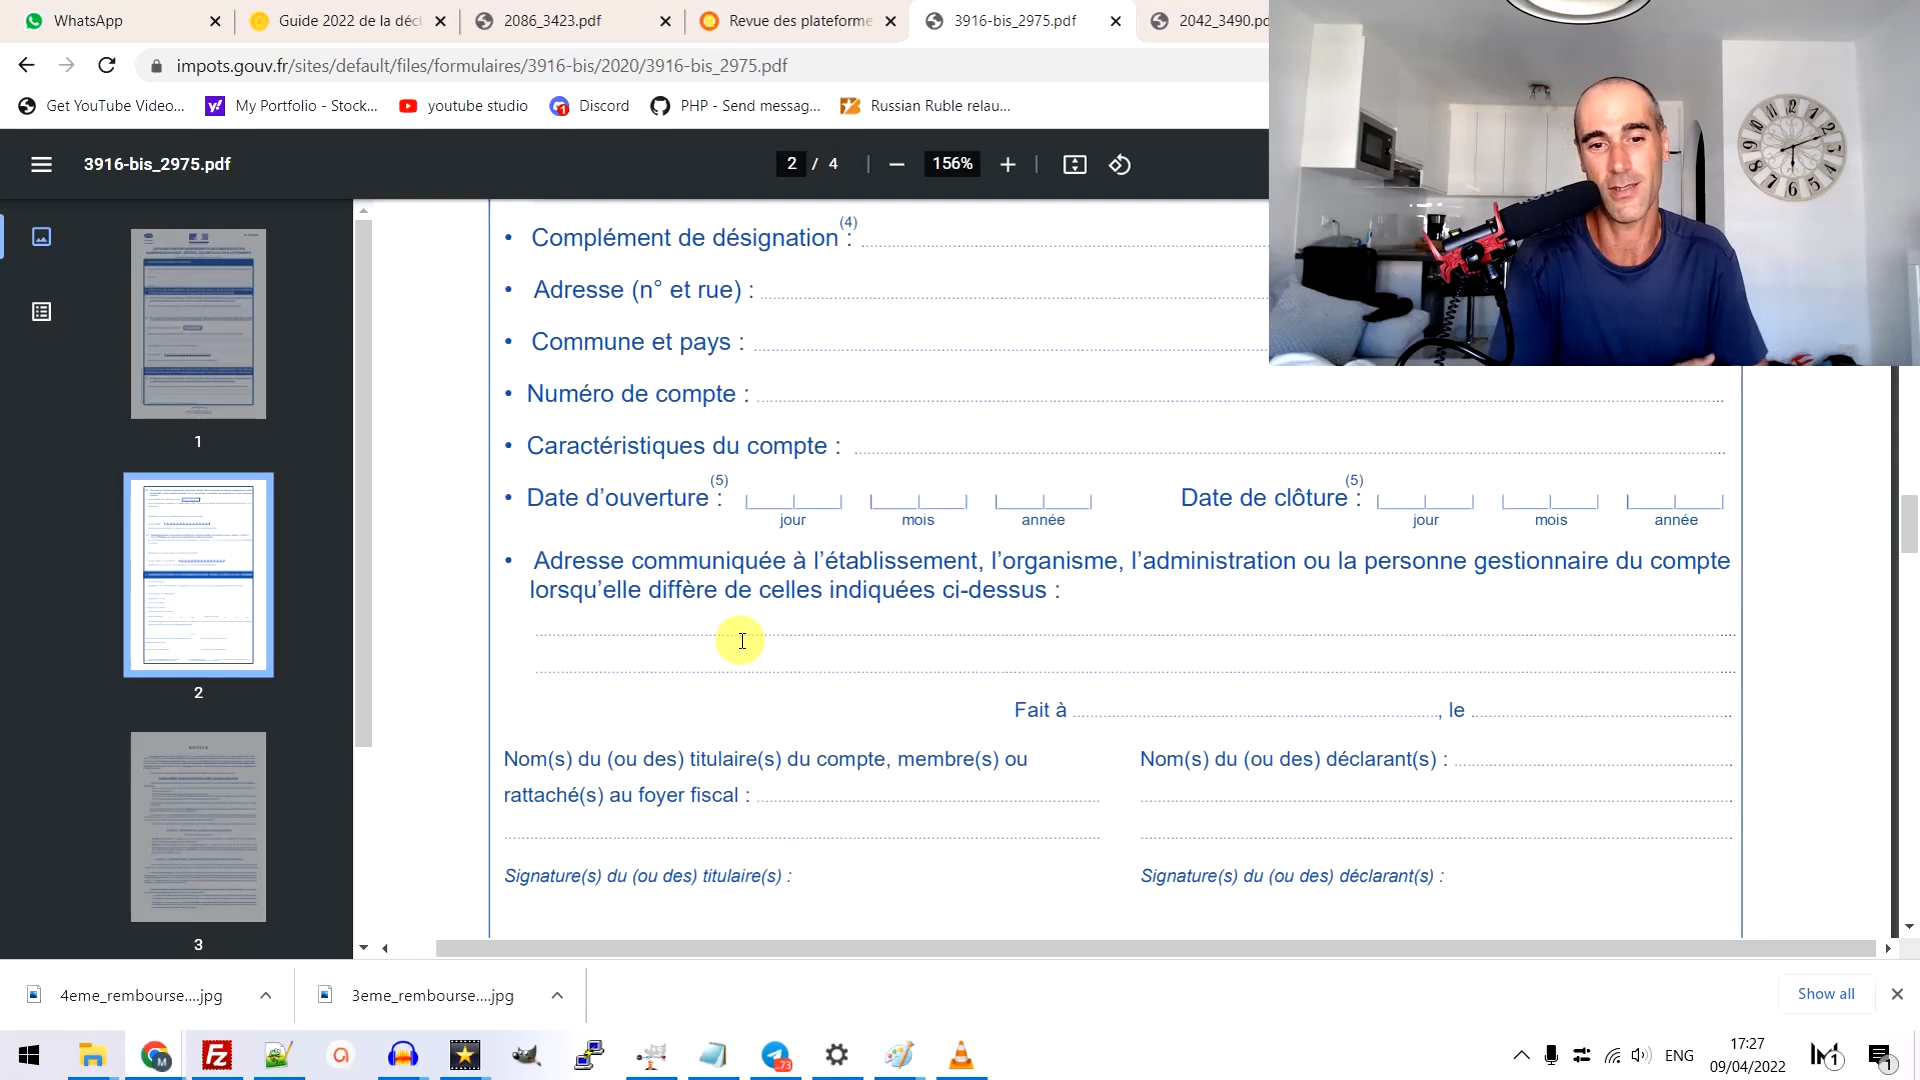 WhatsApp
Guide 2022 de la décl
2086_3423.pdf
Revue des plateforme
3916-bis_2975.pdf
2042_3490.pd
impots.gouv.fr/sites/default/files/formulaires/3916-bis/2020/3916-bis_2975.pdf
Get YouTube Video...
My Portfolio - Stock...
youtube studio
Discord
PHP - Send messag...
Russian Ruble relau...
3916-bis_2975.pdf
2 / 4
156%
1
2
3
• Complément de désignation (4) :
• Adresse (n° et rue) :
• Commune et pays :
• Numéro de compte :
• Caractéristiques du compte :
• Date d'ouverture (5) :
jour mois année
Date de clôture (5) :
jour mois année
• Adresse communiquée à l'établissement, l'organisme, l'administration ou la personne gestionnaire du compte
lorsqu'elle diffère de celles indiquées ci-dessus :
Fait à , le
Nom(s) du (ou des) titulaire(s) du compte, membre(s) ou
rattaché(s) au foyer fiscal :
Nom(s) du (ou des) déclarant(s) :
Signature(s) du (ou des) titulaire(s) :
Signature(s) du (ou des) déclarant(s) :
4eme_rembourse....jpg
3eme_rembourse....jpg
Show all
73
ENG
17:27
09/04/2022
1
1